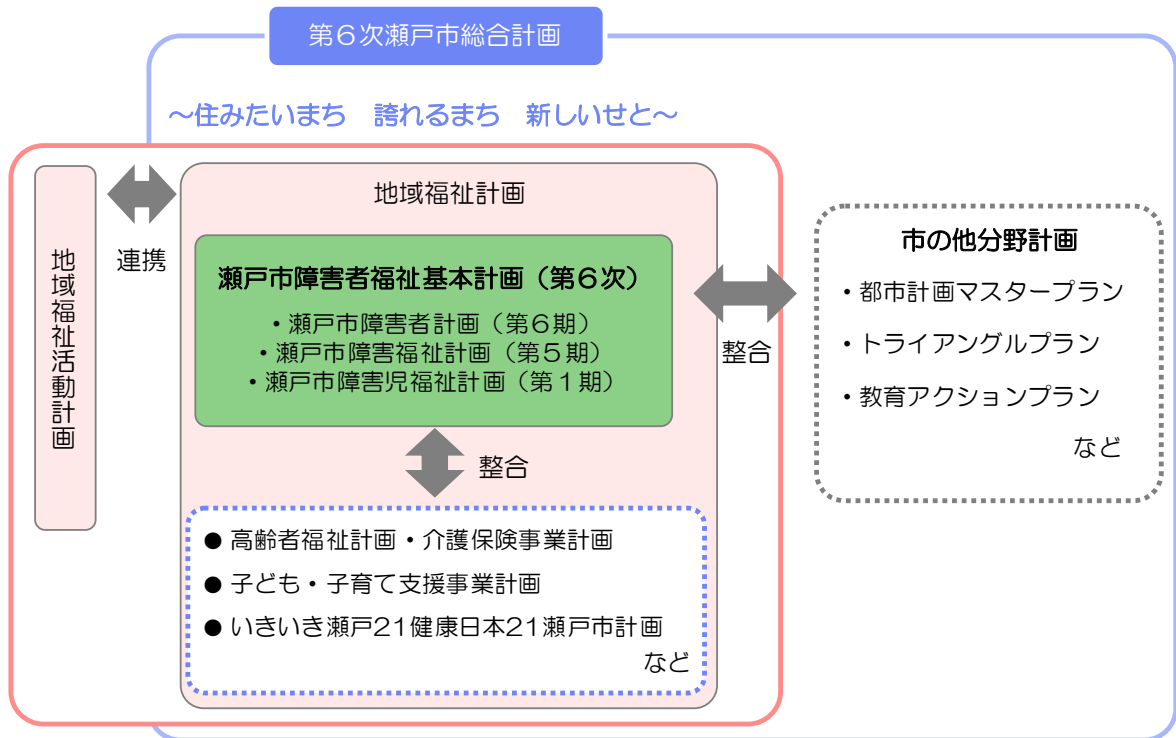 第６次瀬戸市総合計画
～住みたいまち　誇れるまち　新しいせと～
地域福祉活動計画
連携
地域福祉計画
瀬戸市障害者福祉基本計画（第６次）
・瀬戸市障害者計画（第６期）
・瀬戸市障害福祉計画（第５期）
・瀬戸市障害児福祉計画（第１期）
整合
● 高齢者福祉計画・介護保険事業計画
● 子ども・子育て支援事業計画
● いきいき瀬戸21健康日本21瀬戸市計画
など
整合
市の他分野計画
・都市計画マスタープラン
・トライアングルプラン
・教育アクションプラン
など